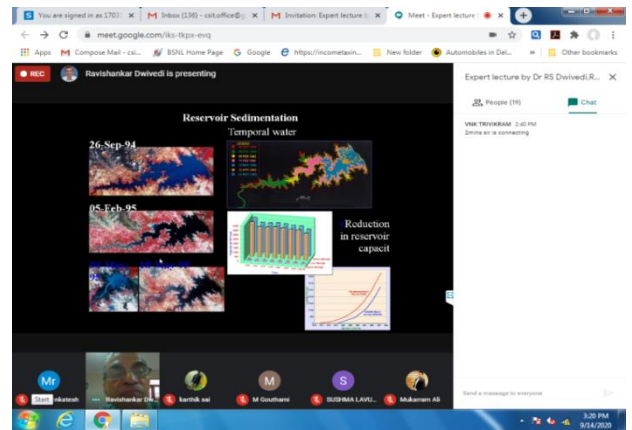 You are signed in as 1703
Inbox (136) - csit.office@g
Invitation: Expert lecture b
Meet - Expert lecture
meet.google.com/iks-tkpx-evq
Apps
Compose Mail - csi...
BSNL Home Page
Google
https://incometaxin...
New folder
Automobiles in Del...
Other bookmarks
REC
Ravishankar Dwivedi is presenting
Expert lecture by Dr RS Dwivedi,R...
People (19)
Chat
VNK TRIVIKRAM 2:40 PM
2mins sir is connecting
Reservoir Sedimentation
Temporal water
26-Sep-94
05-Feb-95
Reduction
in reservoir
capacit
Mr
M
S
Start
nkatesh
Ravishankar Dw
karthik sai
M Gouthami
SUSHMA LAVU...
Mukarram Ali
Send a message to everyone
3:20 PM
9/14/2020